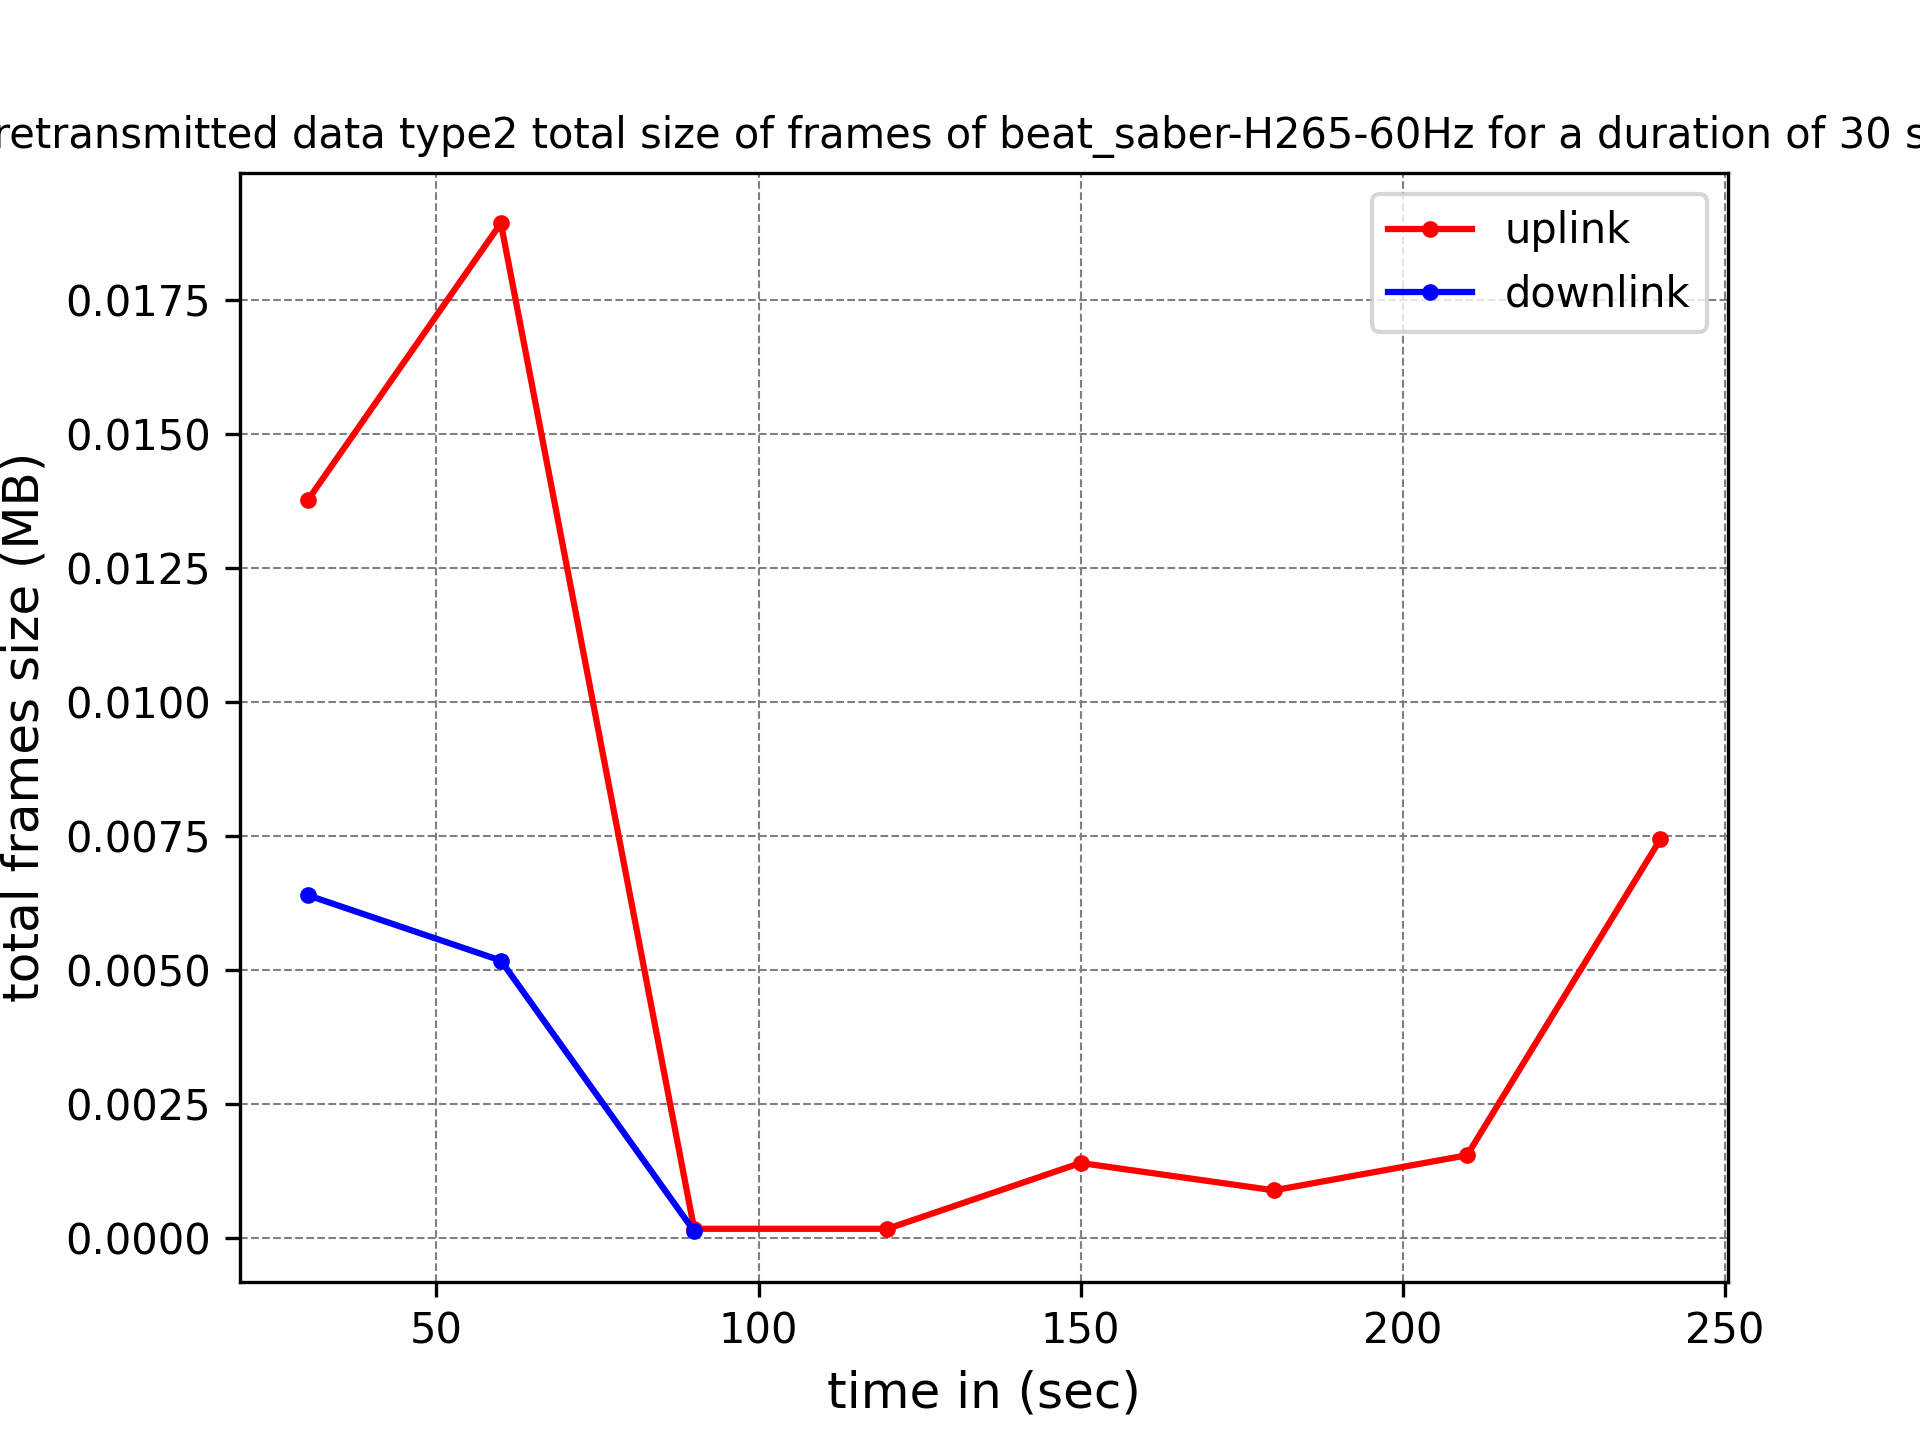 retransmitted data type2 total size of frames of beat_saber-H265-60Hz for a duration of 30 s
uplink
downlink
0.0175
0.0150
0.0125
0.0100
0.0075
0.0050
0.0025
0.0000
total frames size (MB)
50 100 150 200 250
time in (sec)